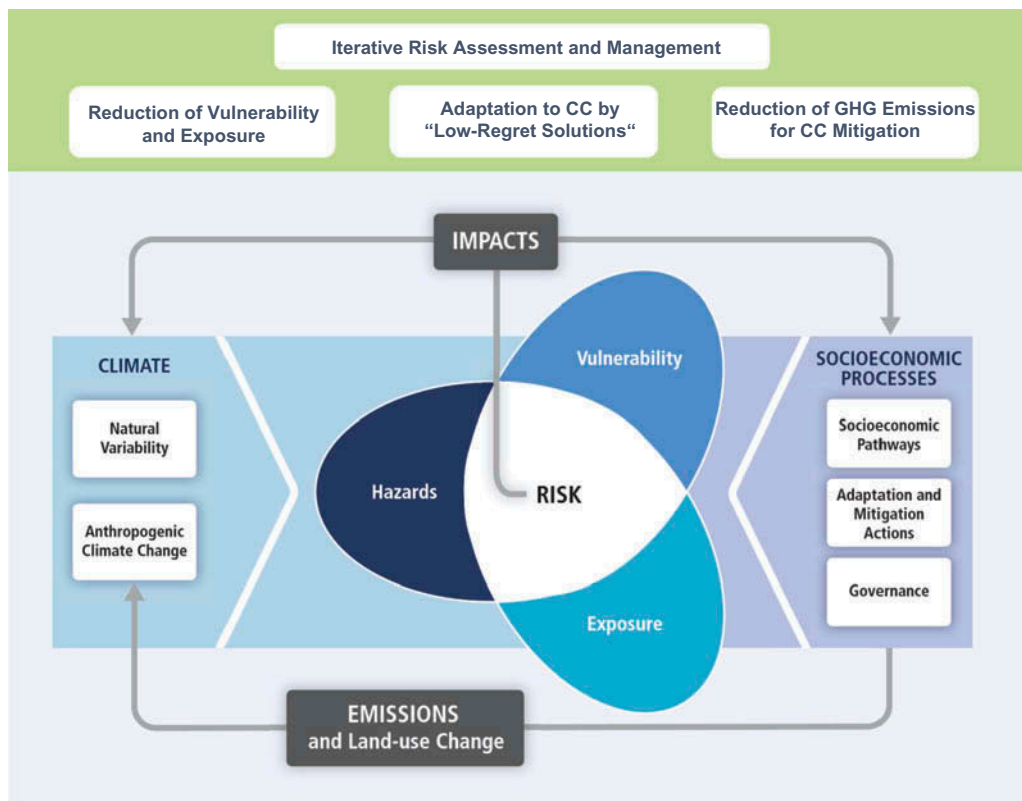 Iterative Risk Assessment and Management
Reduction of Vulnerability
and Exposure
Adaptation to CC by
“Low-Regret Solutions“
Reduction of GHG Emissions
for CC Mitigation
IMPACTS
CLIMATE
Natural
Variability
Anthropogenic
Climate Change
Vulnerability
Hazards
RISK
Exposure
SOCIOECONOMIC
PROCESSES
Socioeconomic
Pathways
Adaptation and
Mitigation
Actions
Governance
EMISSIONS
and Land-use Change